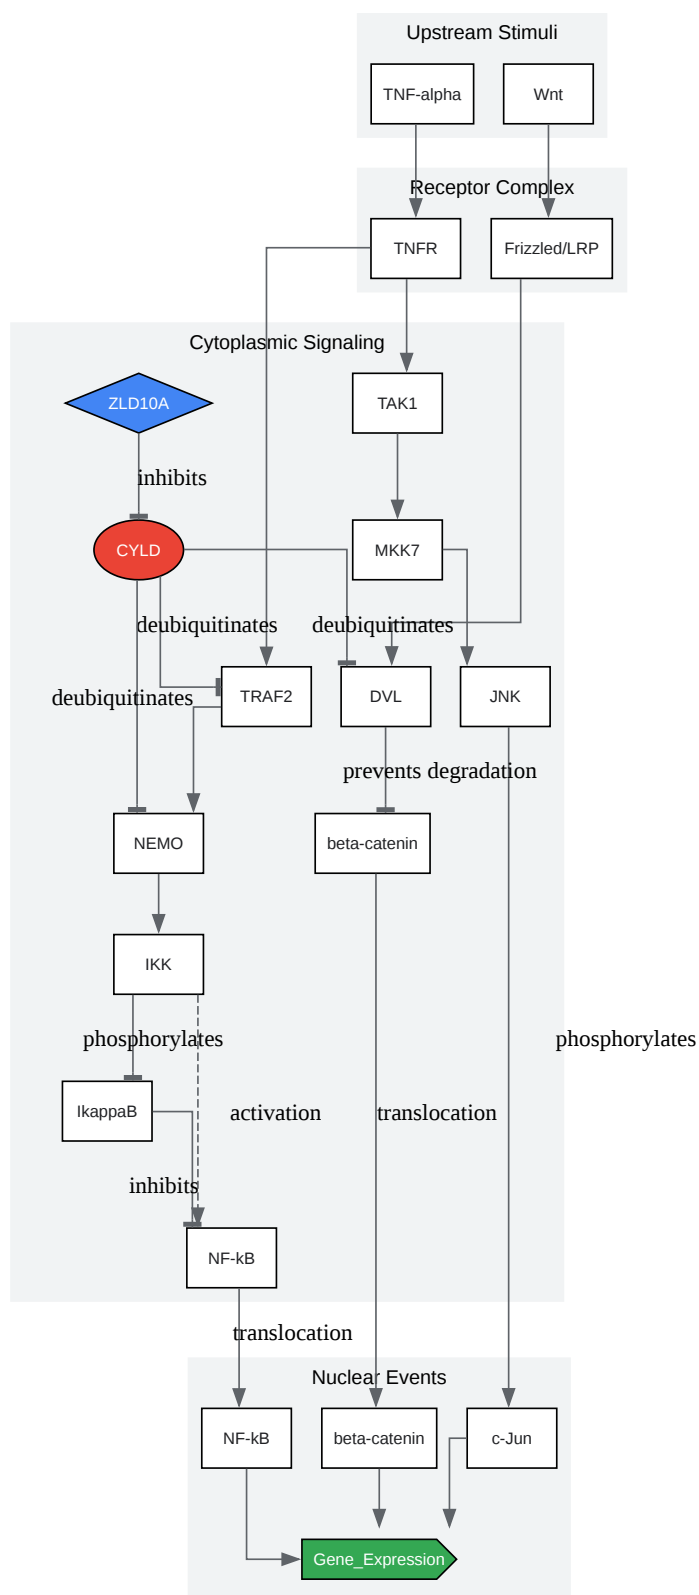 Upstream Stimuli
TNF-alpha
Wnt
Receptor Complex
TNFR
Frizzled/LRP
Cytoplasmic Signaling
ZLD10A
TAK1
inhibits
CYLD
MKK7
deubiquitinates
deubiquitinates
deubiquitinates
TRAF2
DVL
JNK
prevents degradation
NEMO
beta-catenin
IKK
phosphorylates
phosphorylates
IkappaB
activation
translocation
inhibits
NF-kB
translocation
Nuclear Events
NF-kB
beta-catenin
c-Jun
Gene_Expression